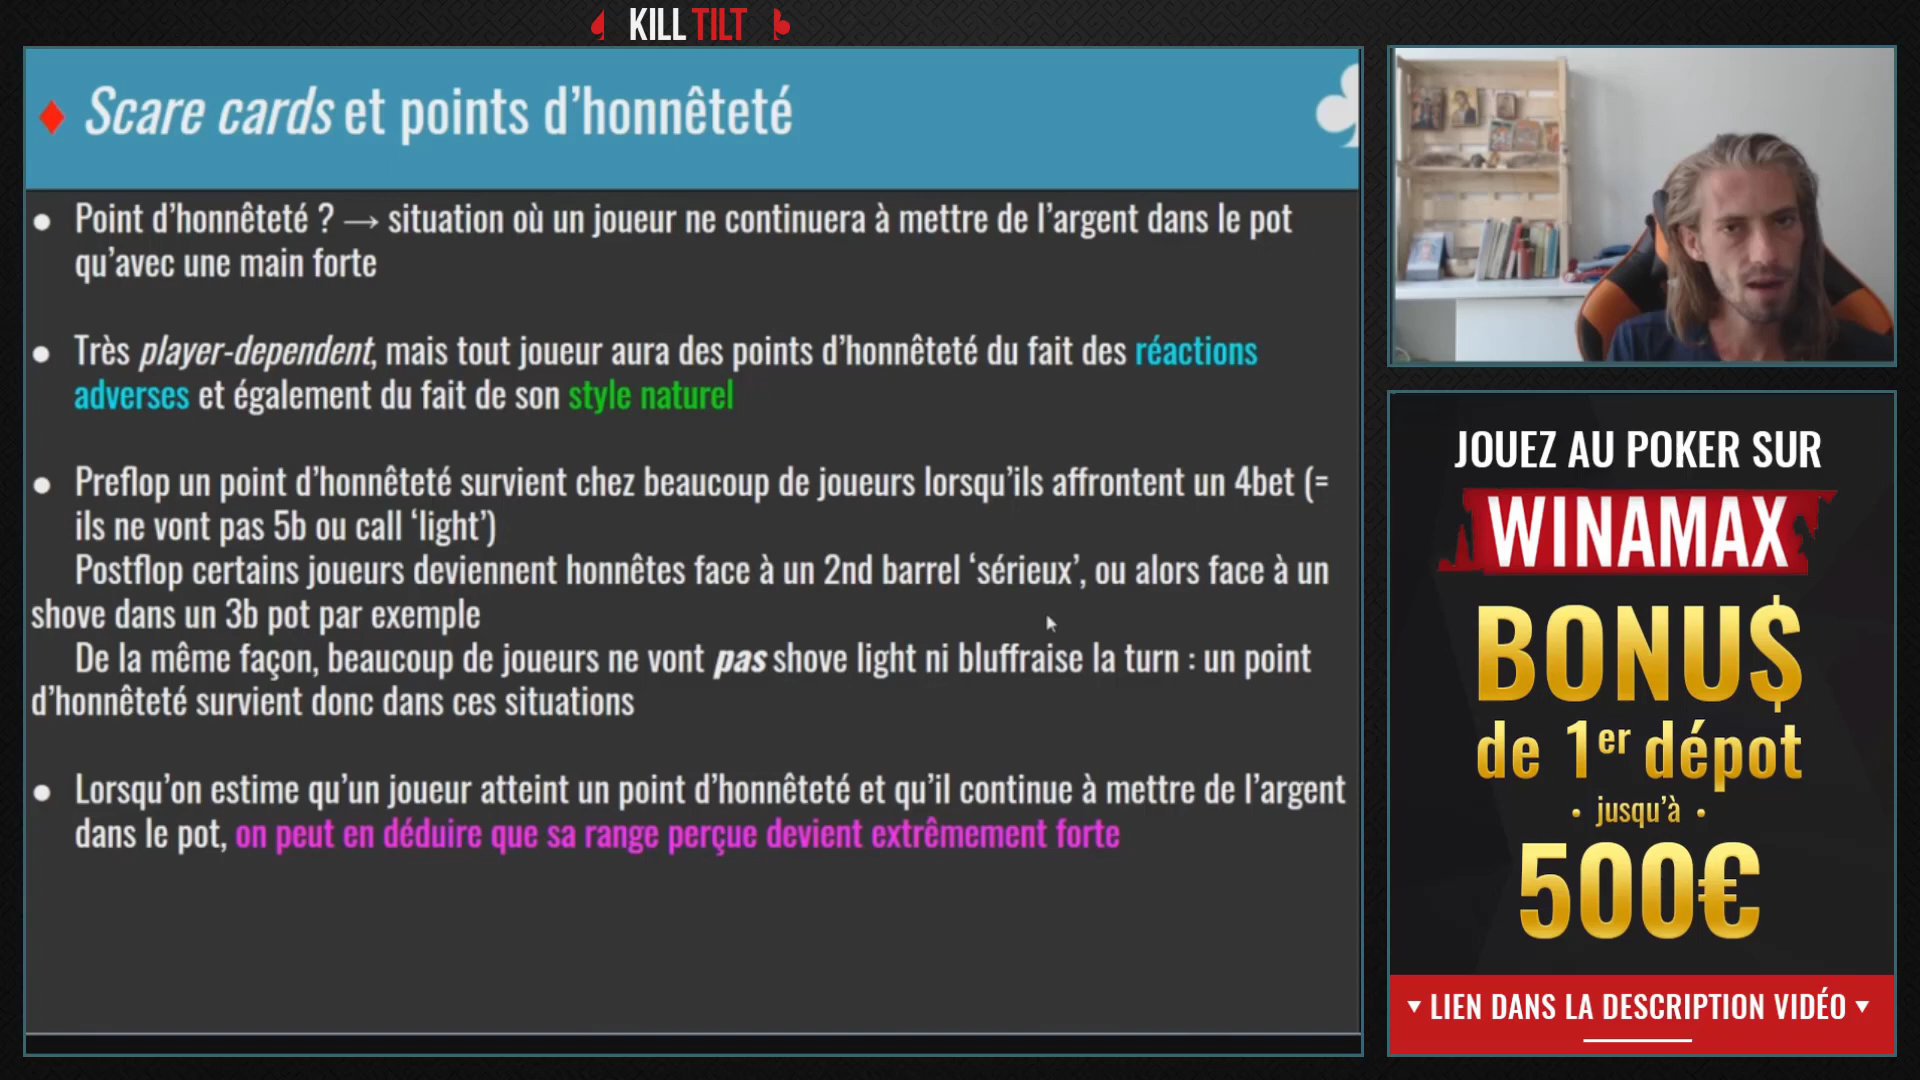 KILL TILT
Scare cards et points d’honnêteté
● Point d’honnêteté ? → situation où un joueur ne continuera à mettre de l’argent dans le pot
qu’avec une main forte
● Très player-dependent, mais tout joueur aura des points d’honnêteté du fait des réactions
adverses et également du fait de son style naturel
● Preflop un point d’honnêteté survient chez beaucoup de joueurs lorsqu’ils affrontent un 4bet (=
ils ne vont pas 5b ou call ‘light’)
Postflop certains joueurs deviennent honnêtes face à un 2nd barrel ‘sérieux’, ou alors face à un
shove dans un 3b pot par exemple
De la même façon, beaucoup de joueurs ne vont pas shove light ni bluffraise la turn : un point
d’honnêteté survient donc dans ces situations
● Lorsqu’on estime qu’un joueur atteint un point d’honnêteté et qu’il continue à mettre de l’argent
dans le pot, on peut en déduire que sa range perçue devient extrêmement forte
JOUEZ AU POKER SUR
WINAMAX
BONU$
de 1er dépot
• jusqu’à •
500€
▼ LIEN DANS LA DESCRIPTION VIDÉO ▼